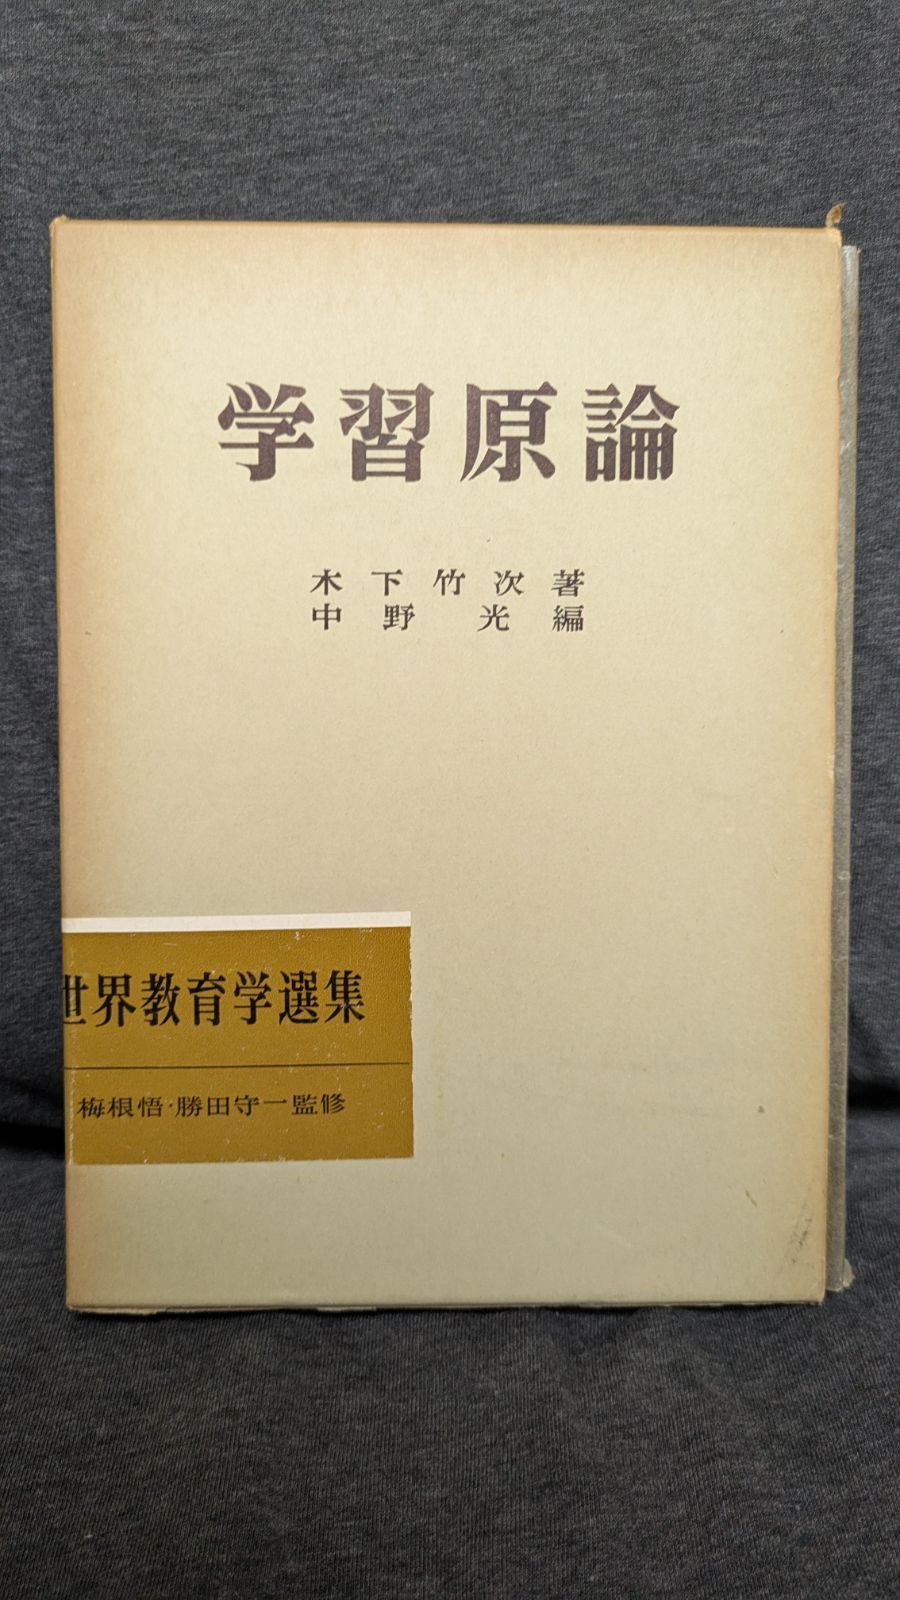 学習原論
木下竹次著
中野光編
世界教育学選集
梅根悟・勝田守一監修